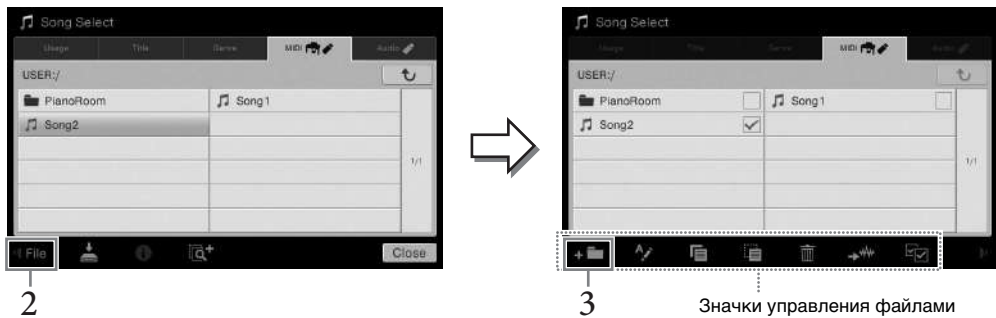 Song Select
Usage Title Genre MIDI Audio
USER:/
PianoRoom Song1
Song2
1/1
File Close
2
Song Select
Usage Title Genre MIDI Audio
USER:/
PianoRoom Song1
Song2
1/1
3
Значки управления файлами